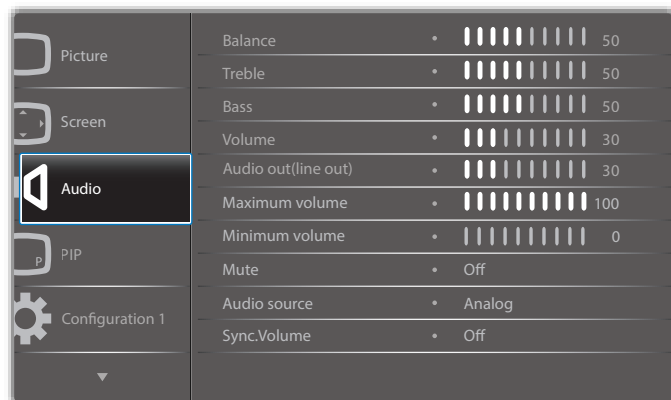 Picture
Screen
Audio
P
PIP
Configuration 1
Balance • 50
Treble • 50
Bass • 50
Volume • 30
Audio out(line out) • 30
Maximum volume • 100
Minimum volume • 0
Mute • Off
Audio source • Analog
Sync.Volume • Off